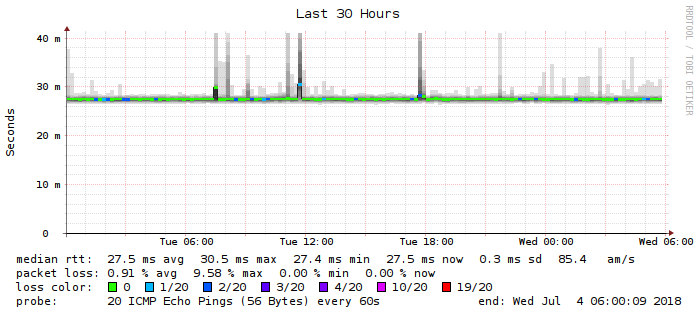 Last 30 Hours
RRDTOOL / TOBI OETIKER
Seconds
40 m
30 m
20 m
10 m
0
Tue 06:00 Tue 12:00 Tue 18:00 Wed 00:00 Wed 06:00
median rtt: 27.5 ms avg 30.5 ms max 27.4 ms min 27.5 ms now 0.3 ms sd 85.4 am/s
packet loss: 0.91 % avg 9.58 % max 0.00 % min 0.00 % now
loss color: 0 1/20 2/20 3/20 4/20 10/20 19/20
probe: 20 ICMP Echo Pings (56 Bytes) every 60s end: Wed Jul 4 06:00:09 2018